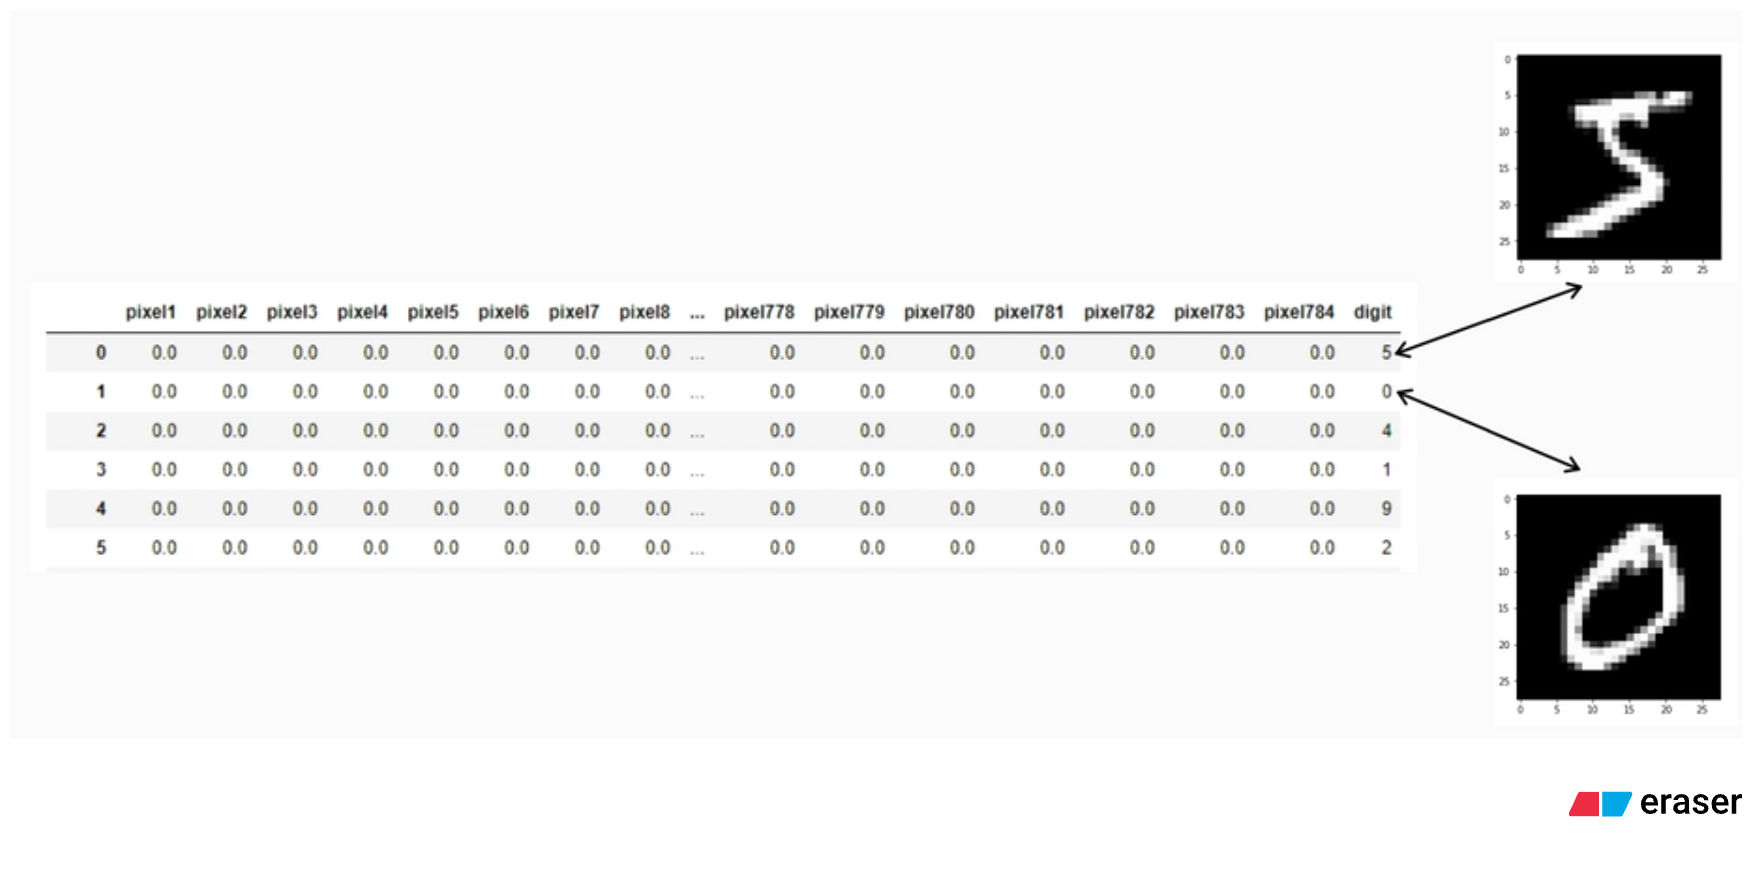 0
5
10
15
20
25
0 5 10 15 20 25
pixel1 pixel2 pixel3 pixel4 pixel5 pixel6 pixel7 pixel8 ... pixel778 pixel779 pixel780 pixel781 pixel782 pixel783 pixel784 digit
0 0.0 0.0 0.0 0.0 0.0 0.0 0.0 0.0 ... 0.0 0.0 0.0 0.0 0.0 0.0 0.0 5
1 0.0 0.0 0.0 0.0 0.0 0.0 0.0 0.0 ... 0.0 0.0 0.0 0.0 0.0 0.0 0.0 0
2 0.0 0.0 0.0 0.0 0.0 0.0 0.0 0.0 ... 0.0 0.0 0.0 0.0 0.0 0.0 0.0 4
3 0.0 0.0 0.0 0.0 0.0 0.0 0.0 0.0 ... 0.0 0.0 0.0 0.0 0.0 0.0 0.0 1
4 0.0 0.0 0.0 0.0 0.0 0.0 0.0 0.0 ... 0.0 0.0 0.0 0.0 0.0 0.0 0.0 9
5 0.0 0.0 0.0 0.0 0.0 0.0 0.0 0.0 ... 0.0 0.0 0.0 0.0 0.0 0.0 0.0 2
0
5
10
15
20
25
0 5 10 15 20 25
5
0
eraser